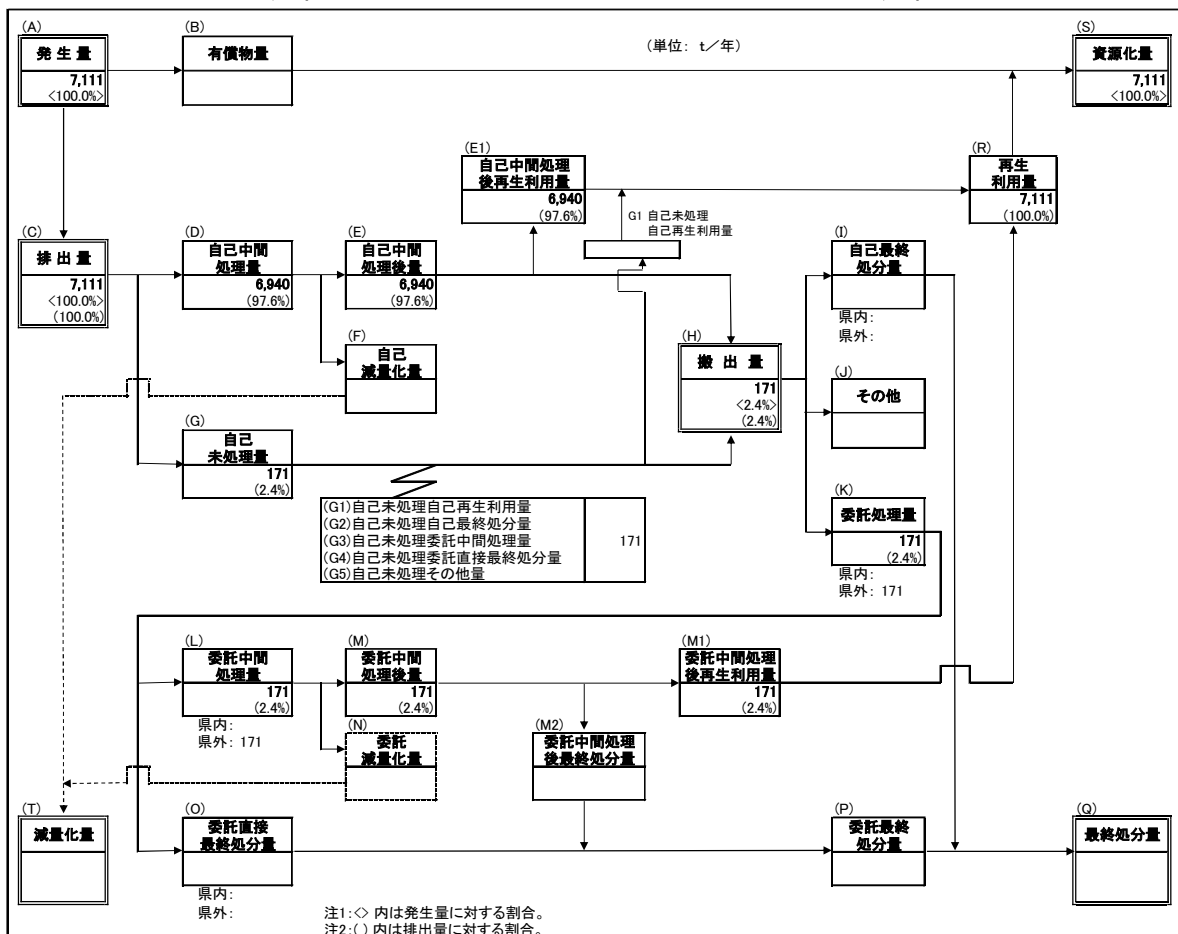 (A)
発 生 量
7,111
<100.0%>
(B)
有償物量
(単位: t/年)
(S)
資源化量
7,111
<100.0%>
(E1)
自己中間処理
後再生利用量
6,940
(97.6%)
(R)
再生
利用量
7,111
(100.0%)
G1 自己未処理
自己再生利用量
(C)
排 出 量
7,111
<100.0%>
(100.0%)
(D)
自己中間
処理量
6,940
(97.6%)
(E)
自己中間
処理後量
6,940
(97.6%)
(I)
自己最終
処分量
県内:
県外:
(F)
自己
減量化量
(H)
搬 出 量
171
<2.4%>
(2.4%)
(J)
その他
(G)
自己
未処理量
171
(2.4%)
(G1)自己未処理自己再生利用量
(G2)自己未処理自己最終処分量
(G3)自己未処理委託中間処理量 171
(G4)自己未処理委託直接最終処分量
(G5)自己未処理その他量
(K)
委託処理量
171
(2.4%)
県内:
県外: 171
(L)
委託中間
処理量
171
(2.4%)
県内:
県外: 171
(M)
委託中間
処理後量
171
(2.4%)
(M1)
委託中間処理
後再生利用量
171
(2.4%)
(N)
委託
減量化量
(M2)
委託中間処理
後最終処分量
(T)
減量化量
(O)
委託直接
最終処分量
県内:
県外:
(P)
委託最終
処分量
(Q)
最終処分量
注1:<> 内は発生量に対する割合。
注2:( ) 内は排出量に対する割合。